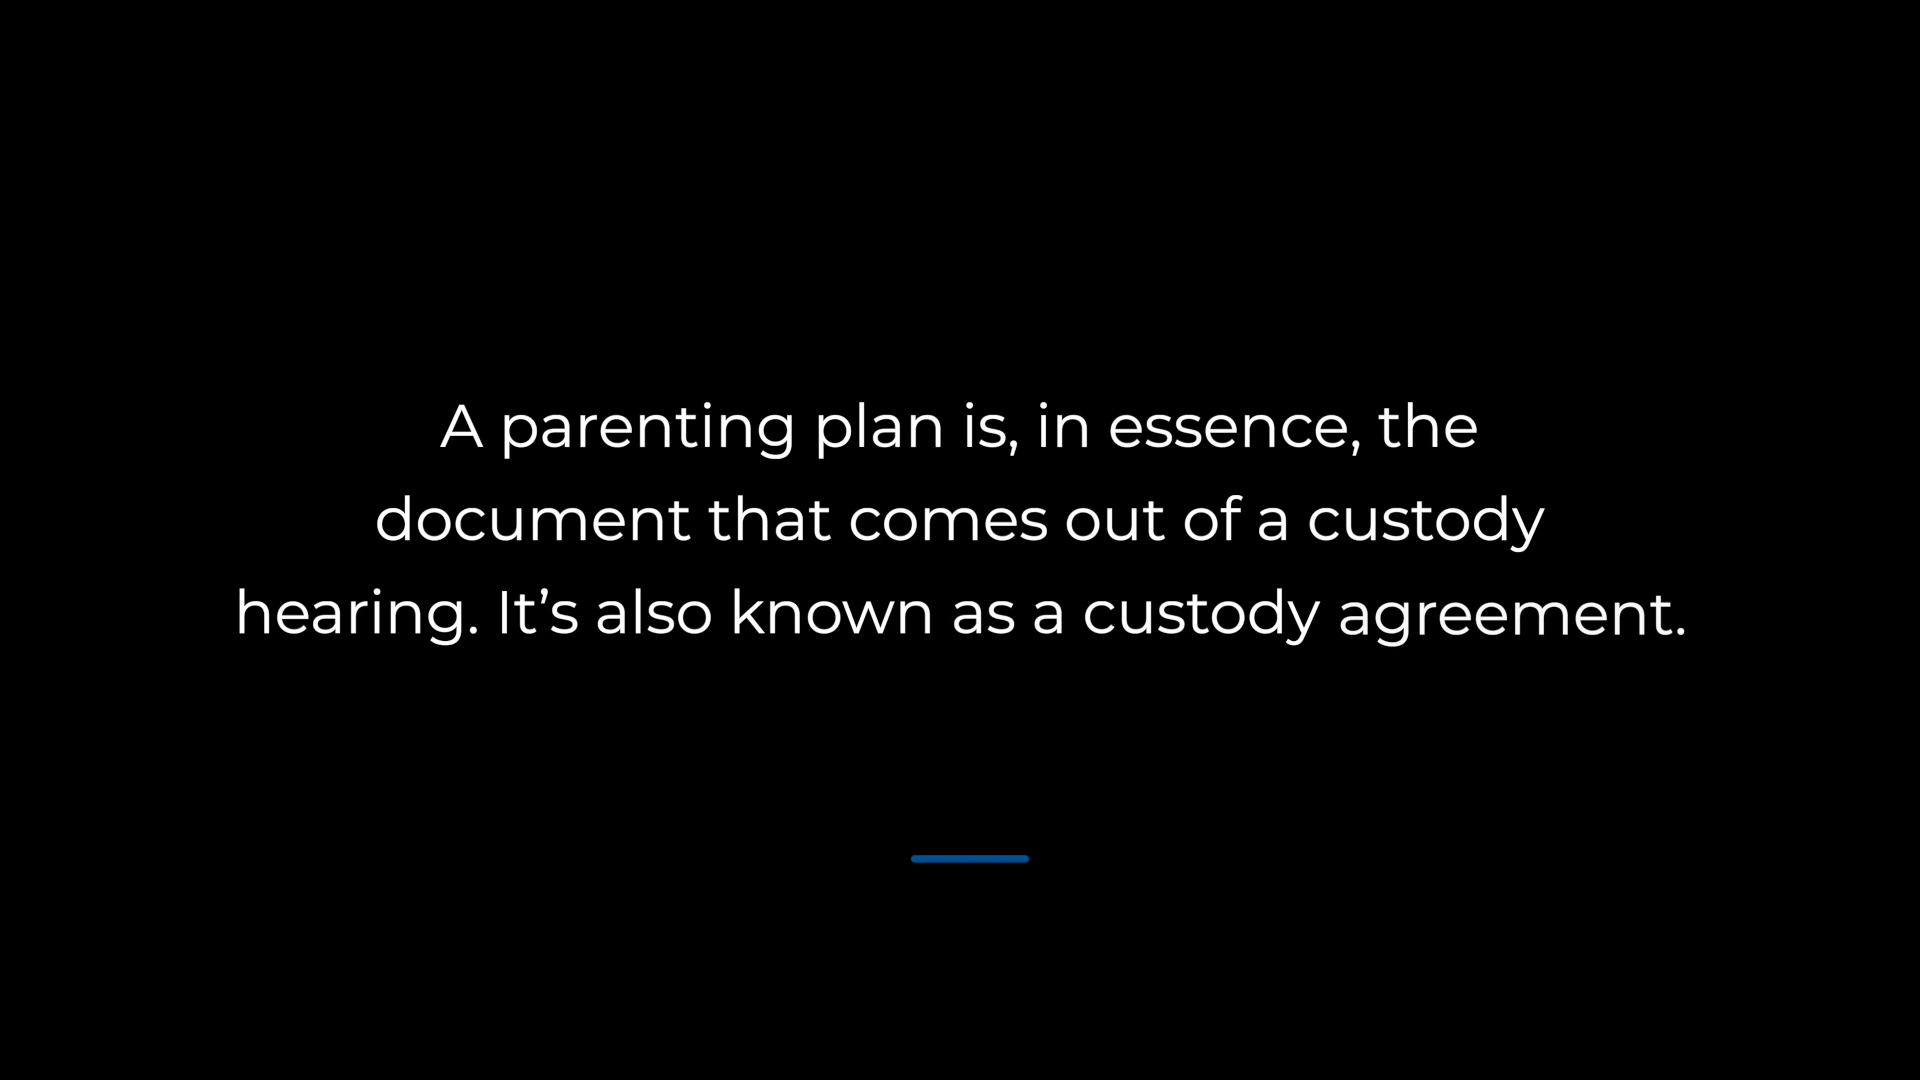 A parenting plan is, in essence, the
document that comes out of a custody
hearing. It’s also known as a custody agreement.